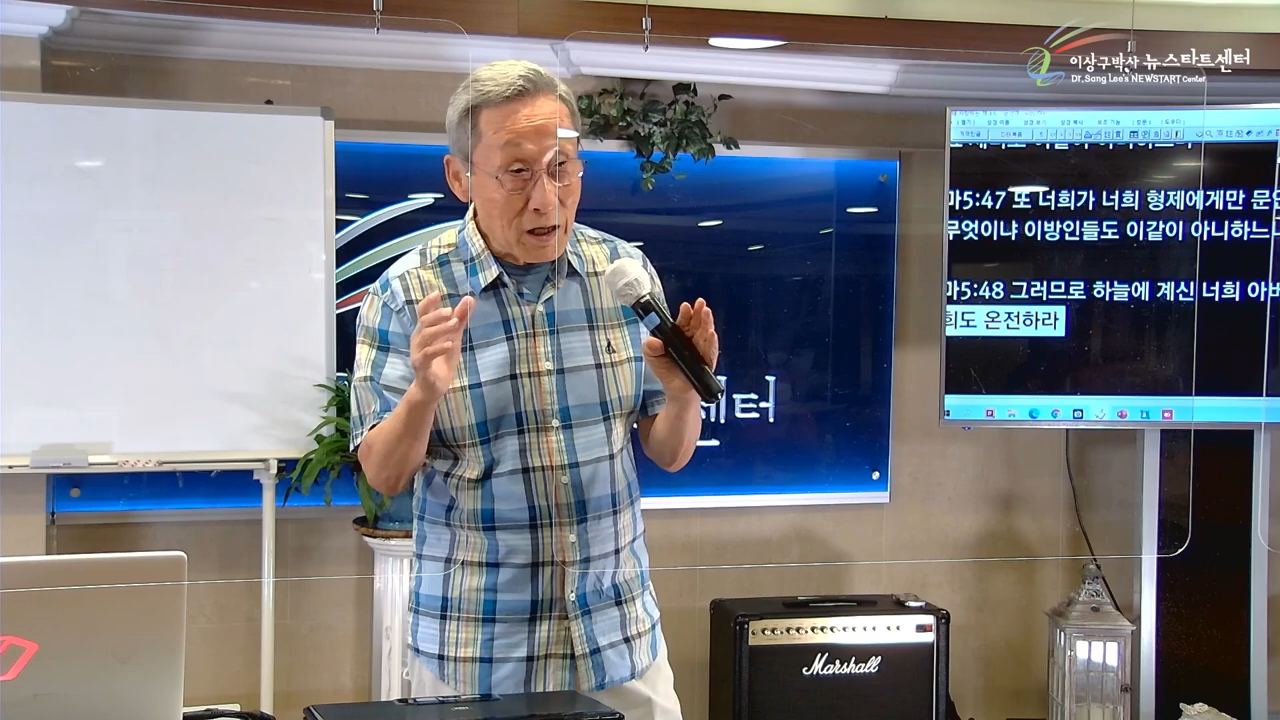 이상구박사 뉴스타트센터
Dr. Sang Lee's NEWSTART Center
마5:47 또 너희가 너희 형제에게만 문안
무엇이냐 이방인들도 이같이 아니하느냐
마5:48 그러므로 하늘에 계신 너희 아버
희도 온전하라
센터
Marshall